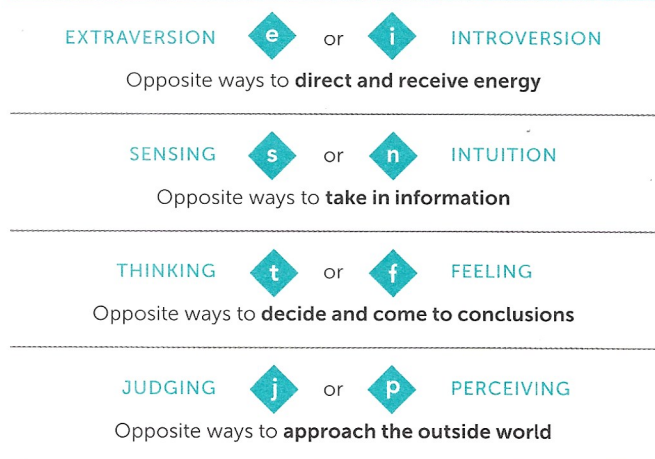 EXTRAVERSION e or i INTROVERSION
Opposite ways to direct and receive energy
SENSING s or n INTUITION
Opposite ways to take in information
THINKING t or f FEELING
Opposite ways to decide and come to conclusions
JUDGING j or p PERCEIVING
Opposite ways to approach the outside world